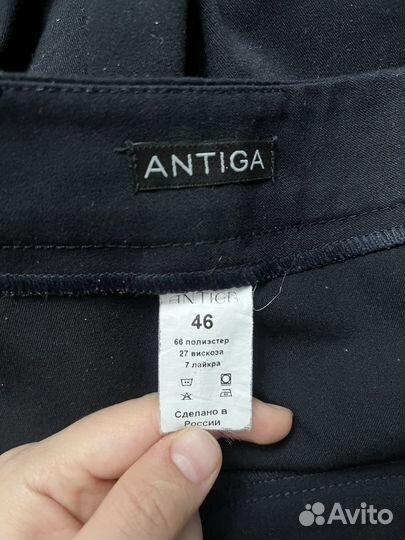 ANTIGA
ANTIGA
46
66 полиэстер
27 вискоза
7 лайкра
Сделано в
России
Avito